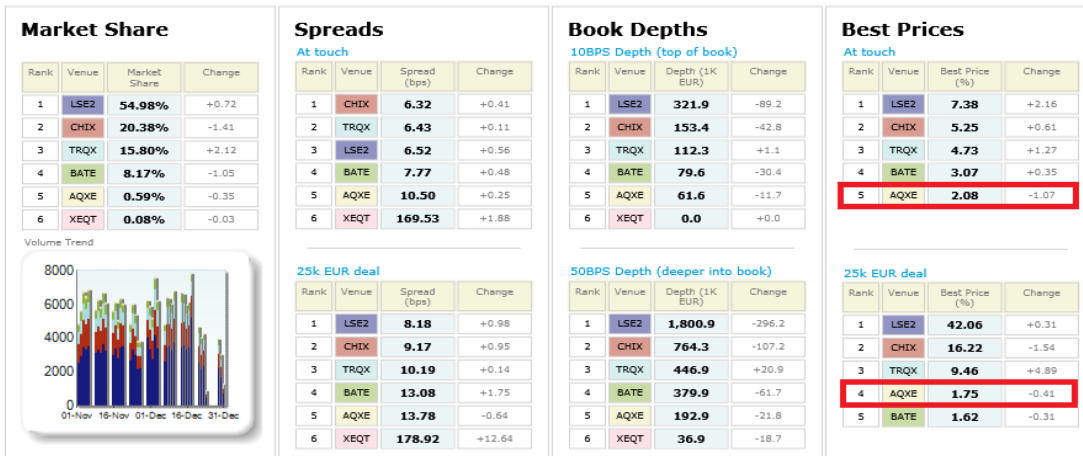 Market Share
Rank Venue Market Share Change
1 LSE2 54.98% +0.72
2 CHIX 20.38% -1.41
3 TRQX 15.80% +2.12
4 BATE 8.17% -1.05
5 AQXE 0.59% -0.35
6 XEQT 0.08% -0.03
Volume Trend
8000
6000
4000
2000
0
01-Nov 16-Nov 01-Dec 16-Dec 31-Dec
Spreads
At touch
Rank Venue Spread (bps) Change
1 CHIX 6.32 +0.41
2 TRQX 6.43 +0.11
3 LSE2 6.52 +0.56
4 BATE 7.77 +0.48
5 AQXE 10.50 +0.25
6 XEQT 169.53 +1.88
25k EUR deal
Rank Venue Spread (bps) Change
1 LSE2 8.18 +0.98
2 CHIX 9.17 +0.95
3 TRQX 10.19 +0.14
4 BATE 13.08 +1.75
5 AQXE 13.78 -0.64
6 XEQT 178.92 +12.64
Book Depths
10BPS Depth (top of book)
Rank Venue Depth (1K EUR) Change
1 LSE2 321.9 -89.2
2 CHIX 153.4 -42.8
3 TRQX 112.3 +1.1
4 BATE 79.6 -30.4
5 AQXE 61.6 -11.7
6 XEQT 0.0 +0.0
50BPS Depth (deeper into book)
Rank Venue Depth (1K EUR) Change
1 LSE2 1,800.9 -296.2
2 CHIX 764.3 -107.2
3 TRQX 446.9 +20.9
4 BATE 379.9 -61.7
5 AQXE 192.9 -21.8
6 XEQT 36.9 -18.7
Best Prices
At touch
Rank Venue Best Price (%) Change
1 LSE2 7.38 +2.16
2 CHIX 5.25 +0.61
3 TRQX 4.73 +1.27
4 BATE 3.07 +0.35
5 AQXE 2.08 -1.07
25k EUR deal
Rank Venue Best Price (%) Change
1 LSE2 42.06 +0.31
2 CHIX 16.22 -1.54
3 TRQX 9.46 +4.89
4 AQXE 1.75 -0.41
5 BATE 1.62 -0.31